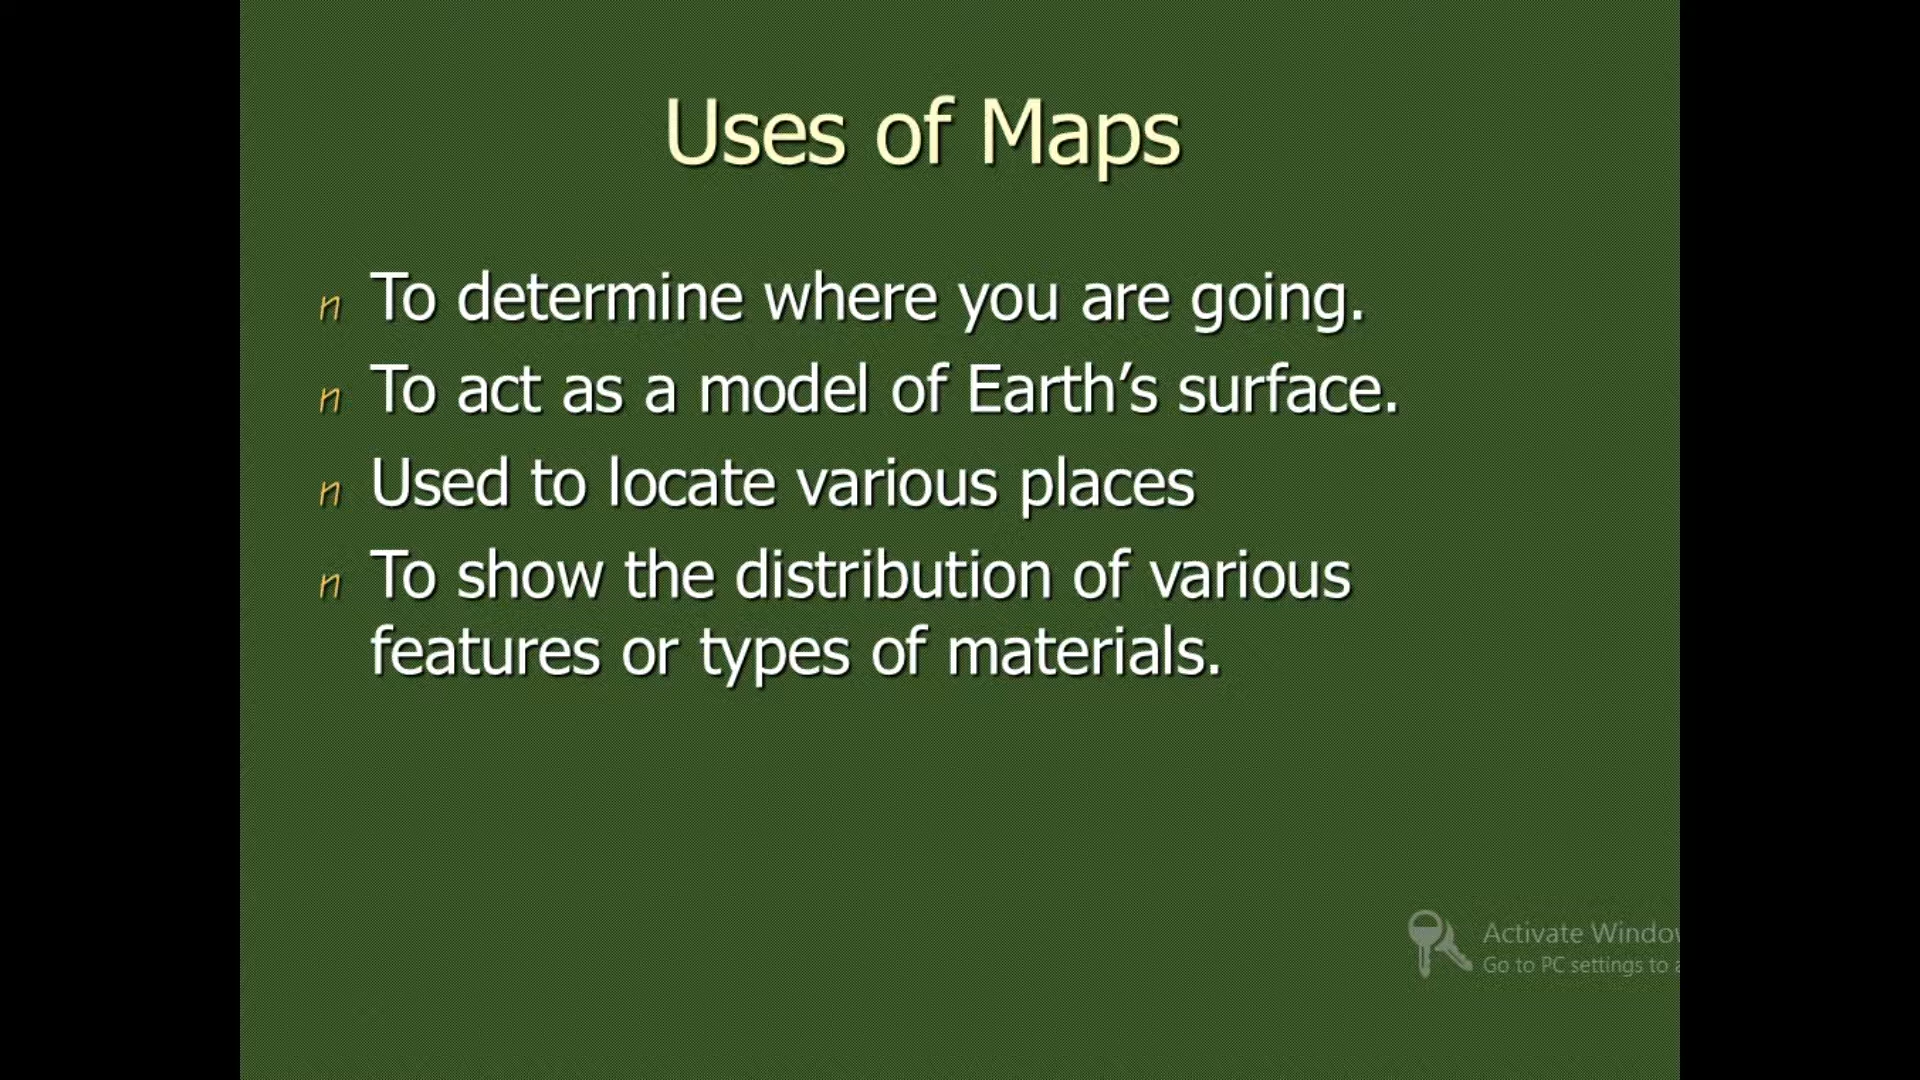 Uses of Maps
n To determine where you are going.
n To act as a model of Earth’s surface.
n Used to locate various places
n To show the distribution of various
features or types of materials.
Activate
Go to PC settings to